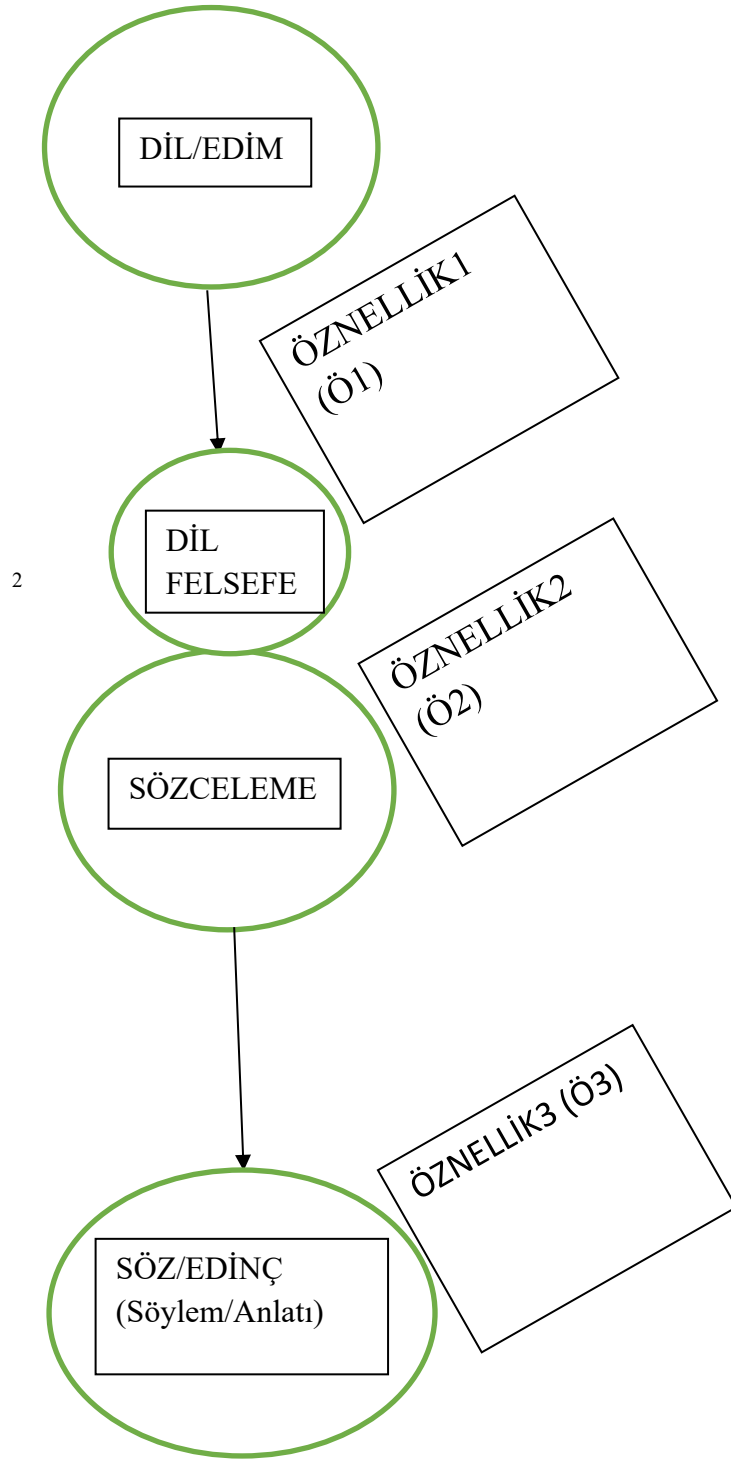 DİL/EDİM
ÖZNELLİK1
(Ö1)
DİL
FELSEFE
2
ÖZNELLİK2
(Ö2)
SÖZCELEME
ÖZNELLİK3 (Ö3)
SÖZ/EDİNÇ
(Söylem/Anlatı)